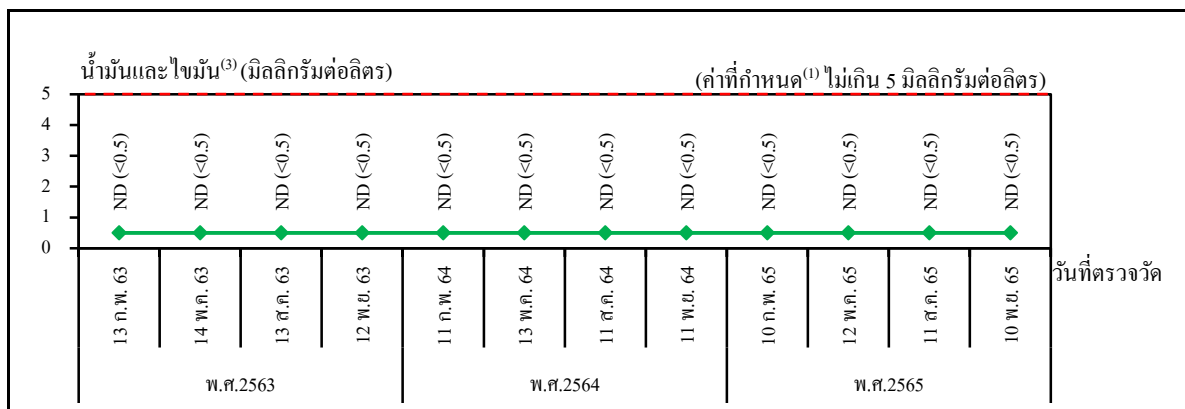 น้ำมันและไขมัน(3) (มิลลิกรัมต่อลิตร)
(ค่าที่กำหนด(1) ไม่เกิน 5 มิลลิกรัมต่อลิตร)
5
4
3
2
1
0
ND (<0.5) ND (<0.5) ND (<0.5) ND (<0.5) ND (<0.5) ND (<0.5) ND (<0.5) ND (<0.5) ND (<0.5) ND (<0.5) ND (<0.5) ND (<0.5)
วันที่ตรวจวัด
13 ก.พ. 63
14 พ.ค. 63
13 ส.ค. 63
12 พ.ย. 63
11 ก.พ. 64
13 พ.ค. 64
11 ส.ค. 64
11 พ.ย. 64
10 ก.พ. 65
12 พ.ค. 65
11 ส.ค. 65
10 พ.ย. 65
พ.ศ.2563 พ.ศ.2564 พ.ศ.2565